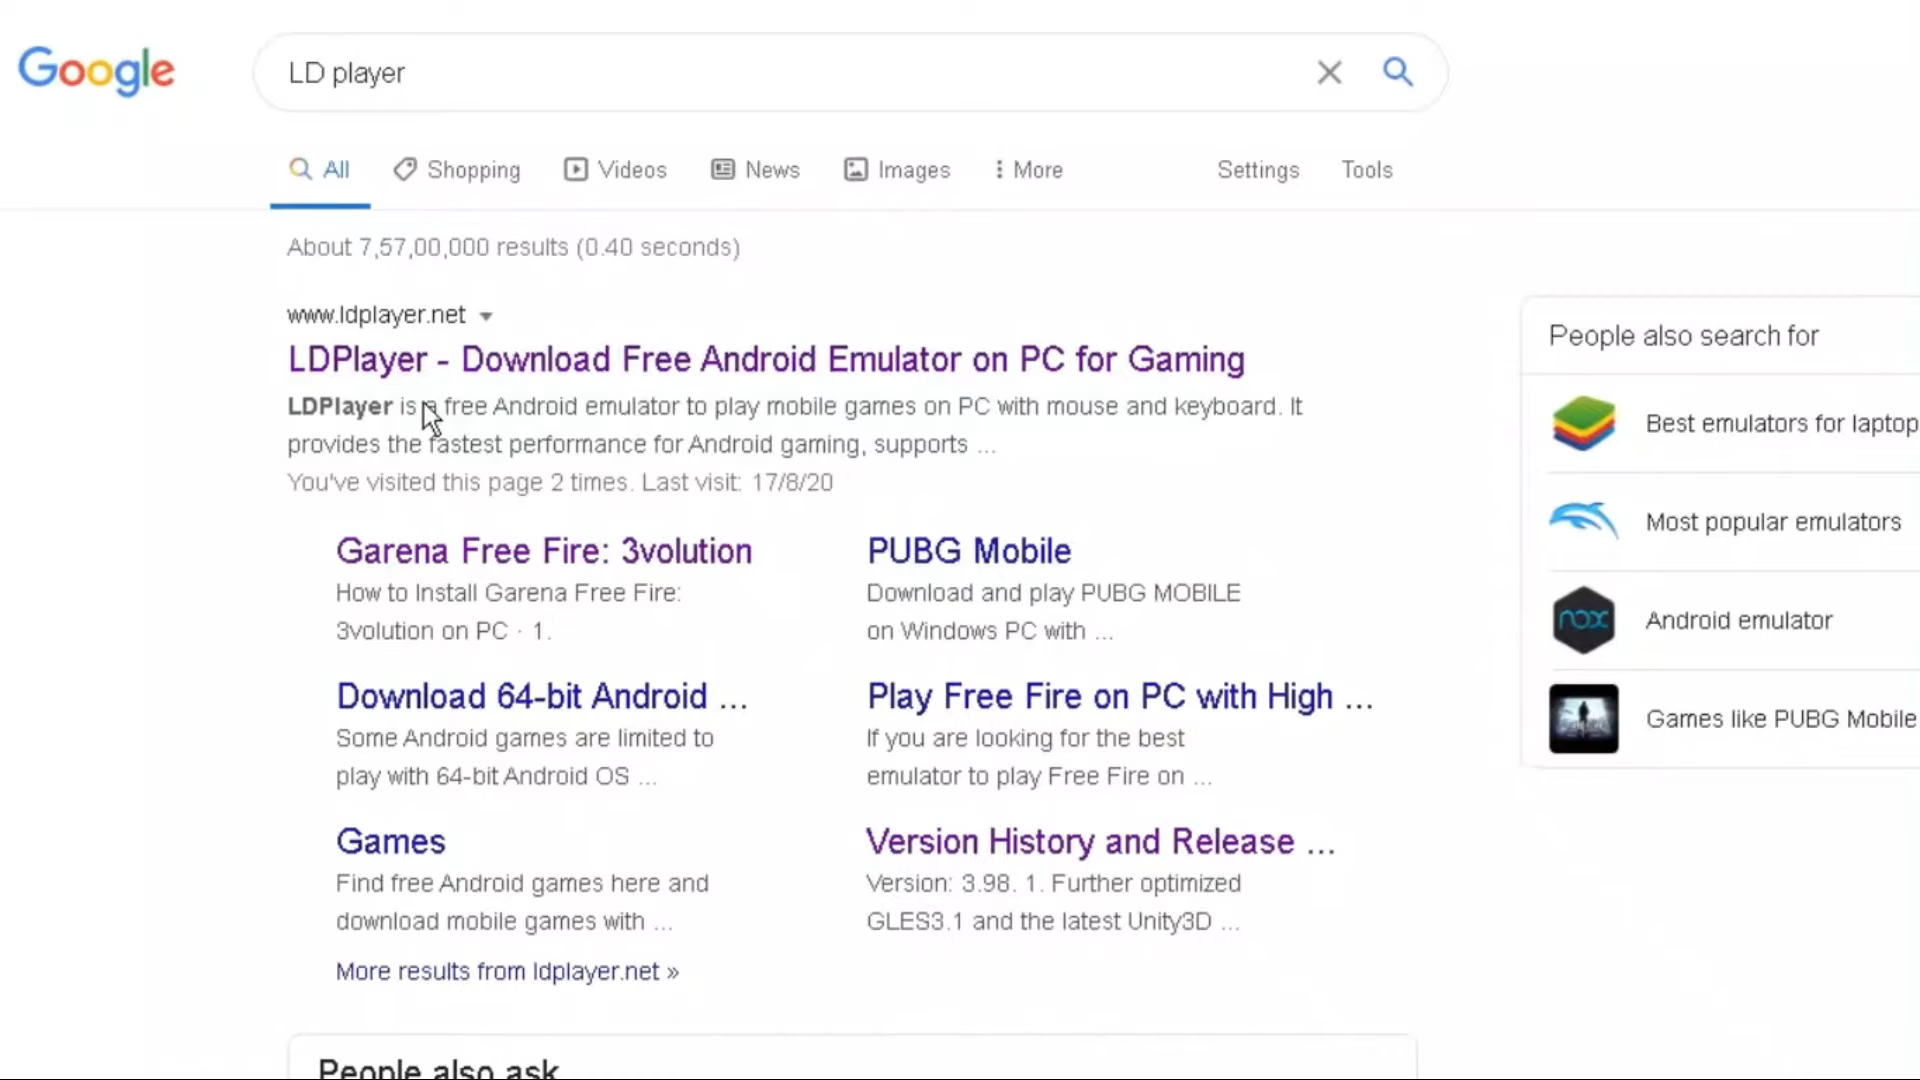 Google
LD player
All
Shopping
Videos
News
Images
More
Settings
Tools
About 7,57,00,000 results (0.40 seconds)
www.ldplayer.net
LDPlayer - Download Free Android Emulator on PC for Gaming
LDPlayer is a free Android emulator to play mobile games on PC with mouse and keyboard. It
provides the fastest performance for Android gaming, supports ...
You've visited this page 2 times. Last visit: 17/8/20
Garena Free Fire: 3volution
How to Install Garena Free Fire:
3volution on PC · 1.
PUBG Mobile
Download and play PUBG MOBILE
on Windows PC with ...
Download 64-bit Android ...
Some Android games are limited to
play with 64-bit Android OS ...
Play Free Fire on PC with High ...
If you are looking for the best
emulator to play Free Fire on ...
Games
Find free Android games here and
download mobile games with ...
Version History and Release ...
Version: 3.98. 1. Further optimized
GLES3.1 and the latest Unity3D ...
More results from ldplayer.net »
People also ask
People also search for
Best emulators for laptop
Most popular emulators
nox
Android emulator
Games like PUBG Mobile